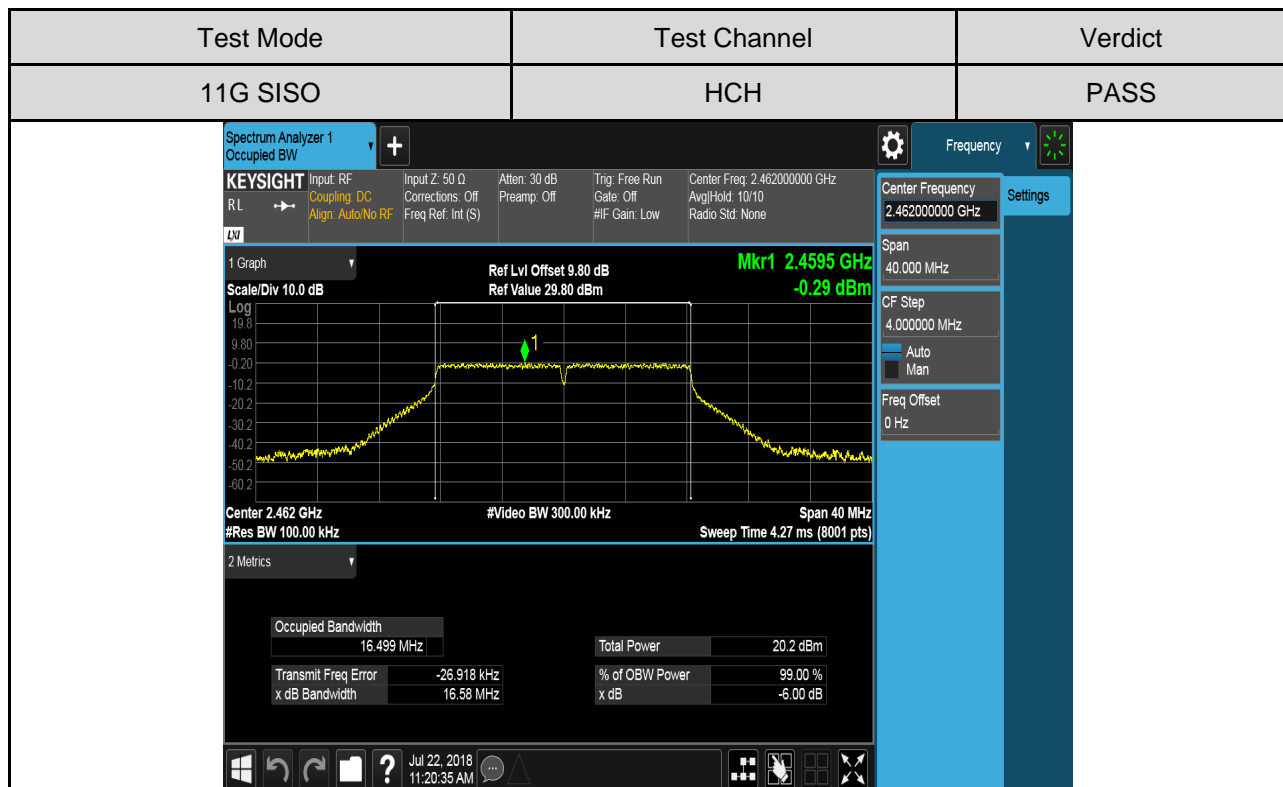 Test Mode Test Channel Verdict
11G SISO HCH PASS
Spectrum Analyzer 1
Occupied BW
+
Frequency
KEYSIGHT Input: RF Input Z: 50 Ω Atten: 30 dB Trig: Free Run Center Freq: 2.462000000 GHz
RL Coupling: DC Corrections: Off Preamp: Off Gate: Off Avg|Hold: 10/10
Align: Auto/No RF Freq Ref: Int (S) #IF Gain: Low Radio Std: None
LXI
Center Frequency
2.462000000 GHz
Settings
Span
40.000 MHz
CF Step
4.000000 MHz
Auto
Man
Freq Offset
0 Hz
1 Graph Ref Lvl Offset 9.80 dB Mkr1 2.4595 GHz
Scale/Div 10.0 dB Ref Value 29.80 dBm -0.29 dBm
Log
19.8
9.80
-0.20
-10.2
-20.2
-30.2
-40.2
-50.2
-60.2
1
Center 2.462 GHz #Video BW 300.00 kHz Span 40 MHz
#Res BW 100.00 kHz Sweep Time 4.27 ms (8001 pts)
2 Metrics
Occupied Bandwidth
16.499 MHz Total Power 20.2 dBm
Transmit Freq Error -26.918 kHz % of OBW Power 99.00 %
x dB Bandwidth 16.58 MHz x dB -6.00 dB
? Jul 22, 2018
11:20:35 AM